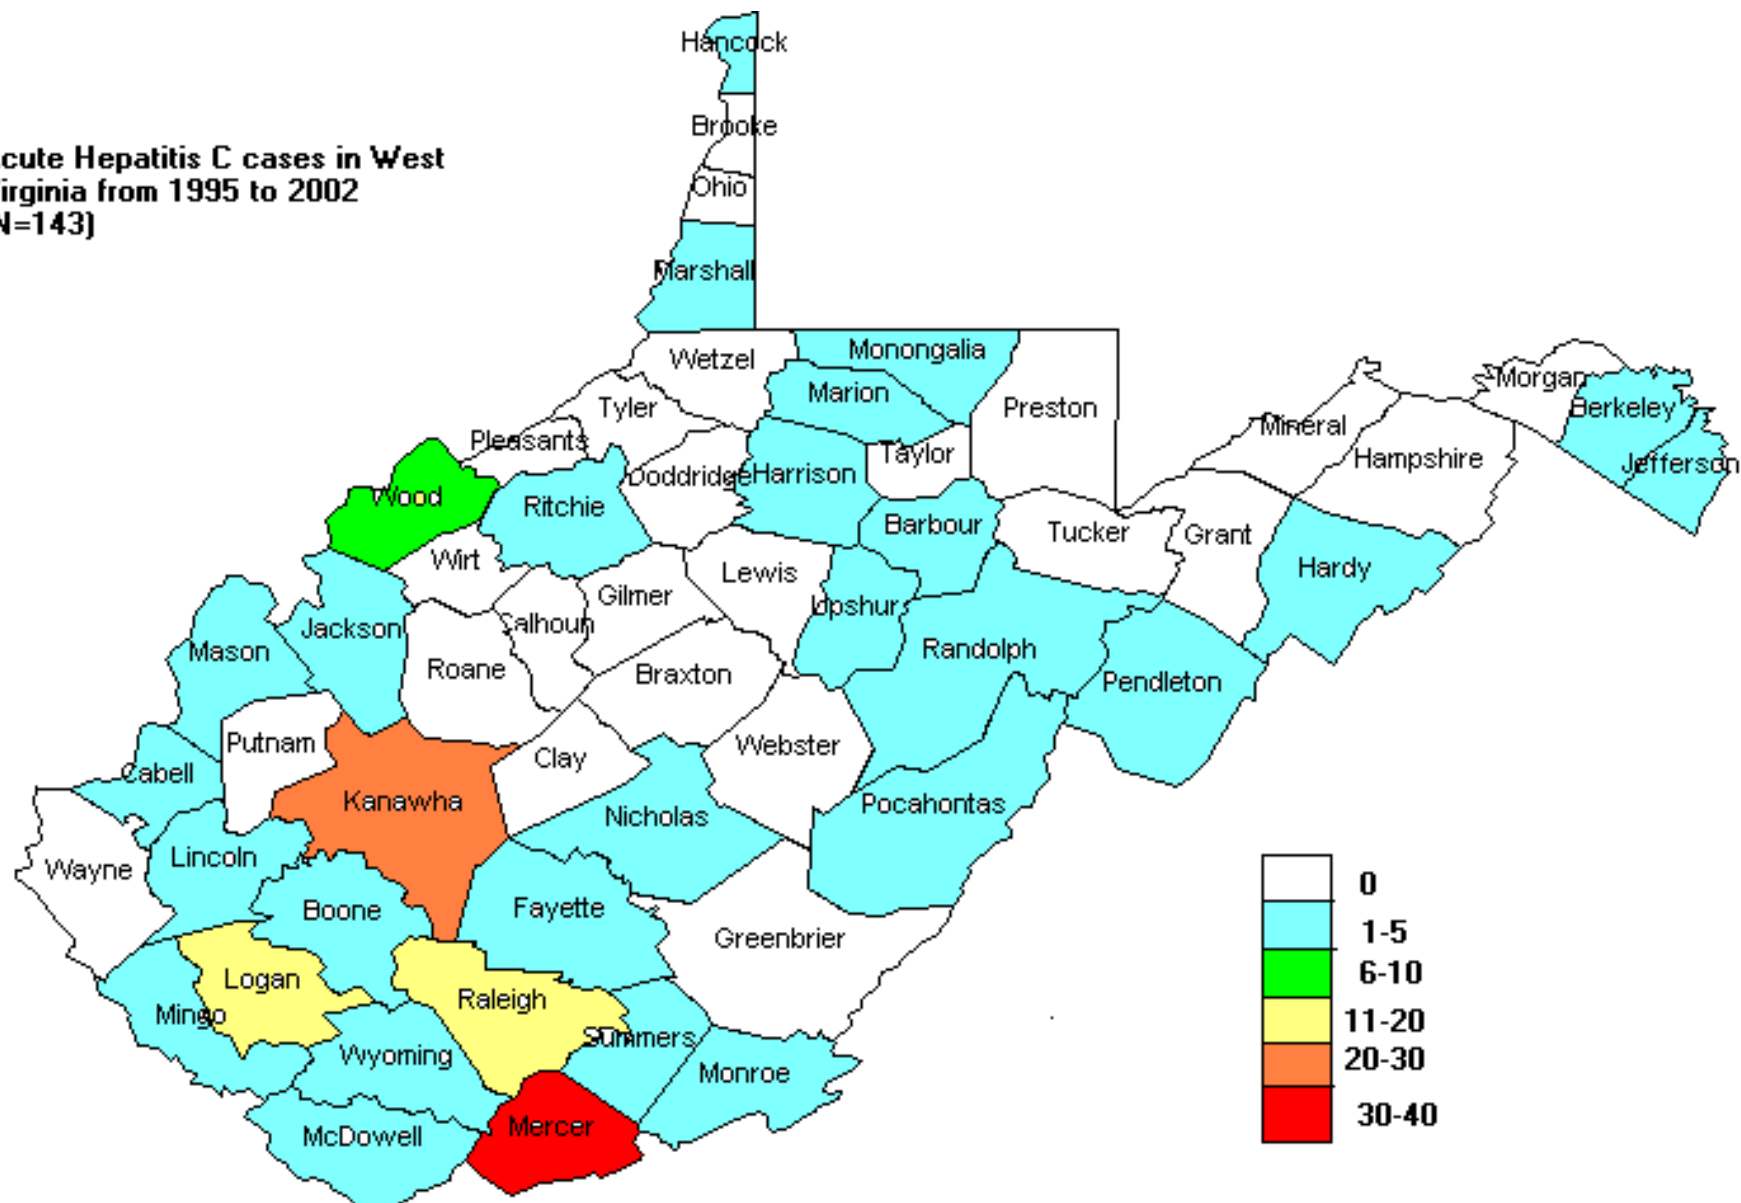 Hancock
Brooke
cute Hepatitis C cases in West
irginia from 1995 to 2002
N=143)
Ohio
Marshall
Wetzel
Monongalia
Marion
Tyler
Preston
Pleasants
Taylor
Doddridge
Harrison
Wood
Ritchie
Barbour
Tucker
Grant
Mineral
Hampshire
Morgan
Berkeley
Jefferson
Hardy
Wirt
Lewis
Gilmer
Calhoun
Upshur
Jackson
Mason
Roane
Braxton
Randolph
Pendleton
Putnam
Clay
Webster
Cabell
Kanawha
Nicholas
Pocahontas
Lincoln
Wayne
Boone
Fayette
Greenbrier
Logan
Raleigh
Mingo
Summers
Wyoming
Monroe
McDowell
Mercer
0
1-5
6-10
11-20
20-30
30-40